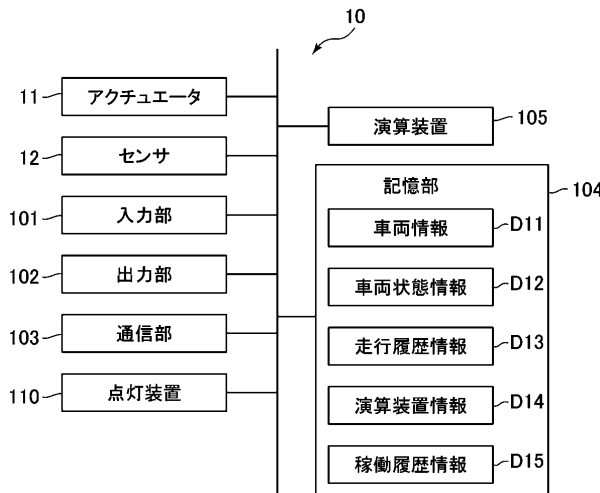 10
11
アクチュエータ
12
センサ
101
入力部
102
出力部
103
通信部
110
点灯装置
演算装置
105
記憶部
104
車両情報
D11
車両状態情報
D12
走行履歴情報
D13
演算装置情報
D14
稼働履歴情報
D15